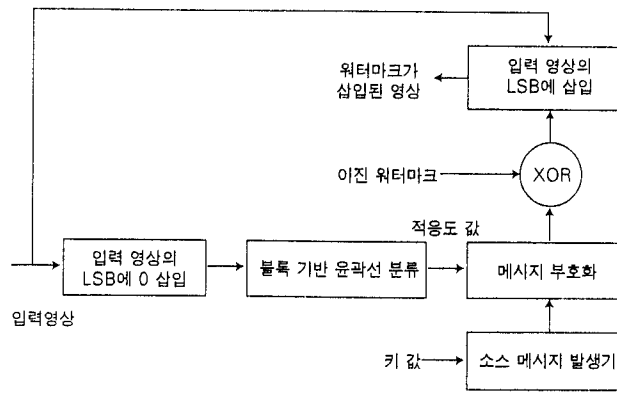 워터마크가
삽입된 영상
입력 영상의
LSB에 삽입
이진 워터마크
XOR
적응도 값
입력 영상의
LSB에 0 삽입
블록 기반 윤곽선 분류
메시지 부호화
입력영상
키 값
소스 메시지 발생기